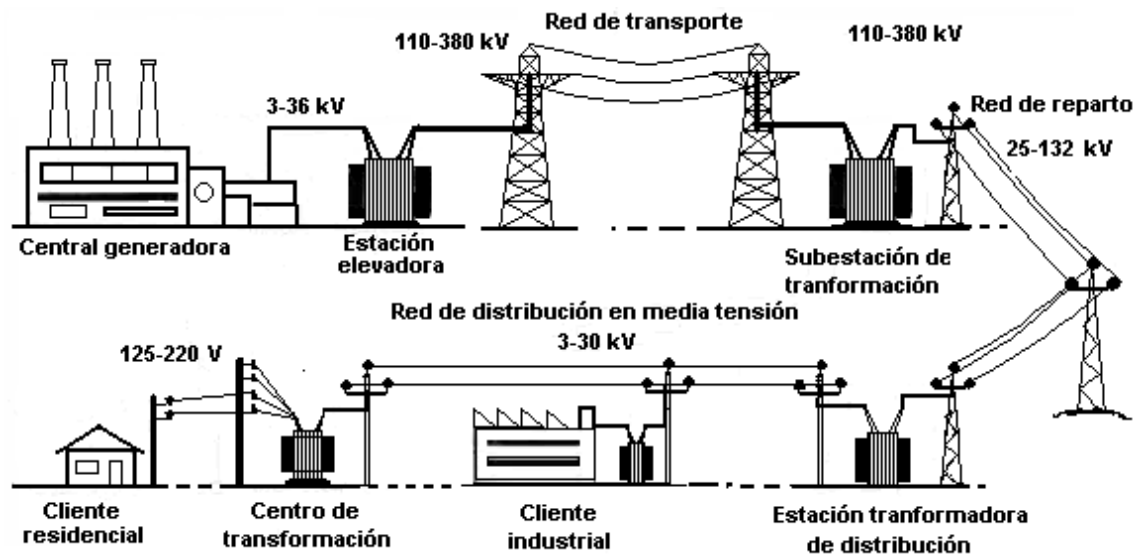 Red de transporte
110-380 kV
110-380 kV
3-36 kV
Red de reparto
25-132 kV
Central generadora
Estación
elevadora
Subestación de
tranformación
Red de distribución en media tensión
3-30 kV
125-220 V
Cliente
residencial
Centro de
transformación
Cliente
industrial
Estación tranformadora
de distribución